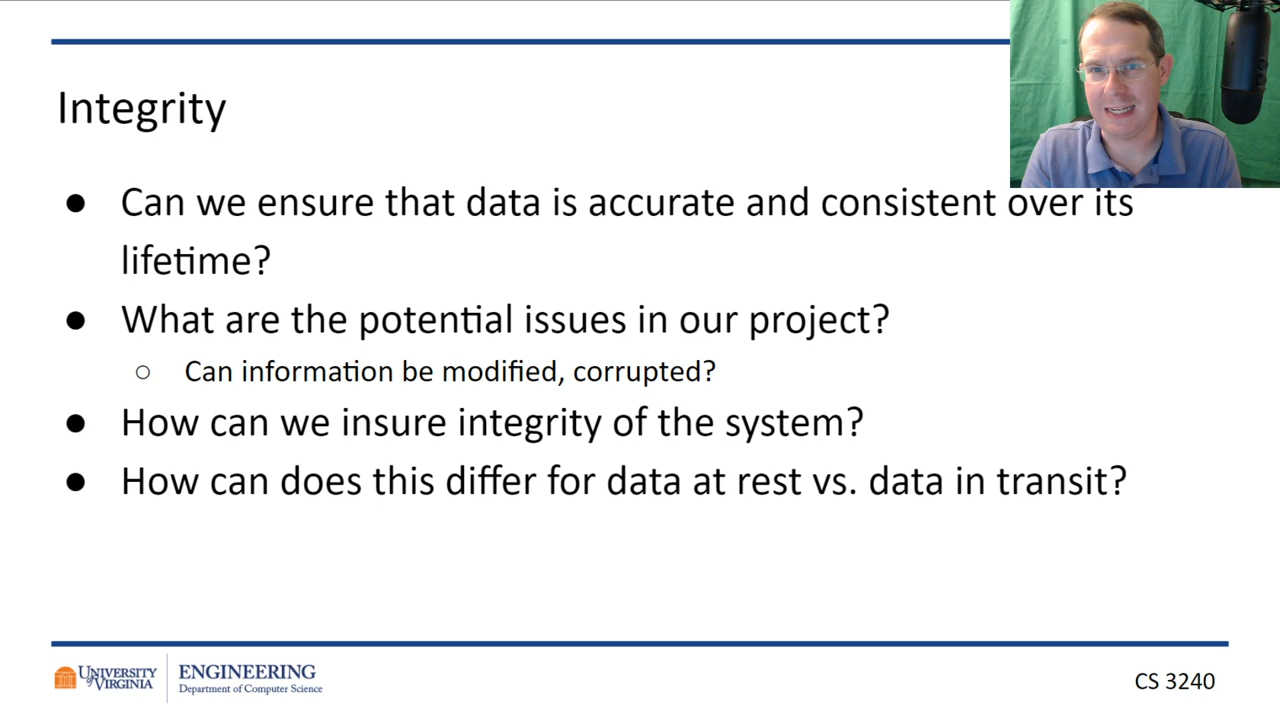 Integrity
● Can we ensure that data is accurate and consistent over its
lifetime?
● What are the potential issues in our project?
○ Can information be modified, corrupted?
● How can we insure integrity of the system?
● How can does this differ for data at rest vs. data in transit?
UNIVERSITY
of VIRGINIA
ENGINEERING
Department of Computer Science
CS 3240